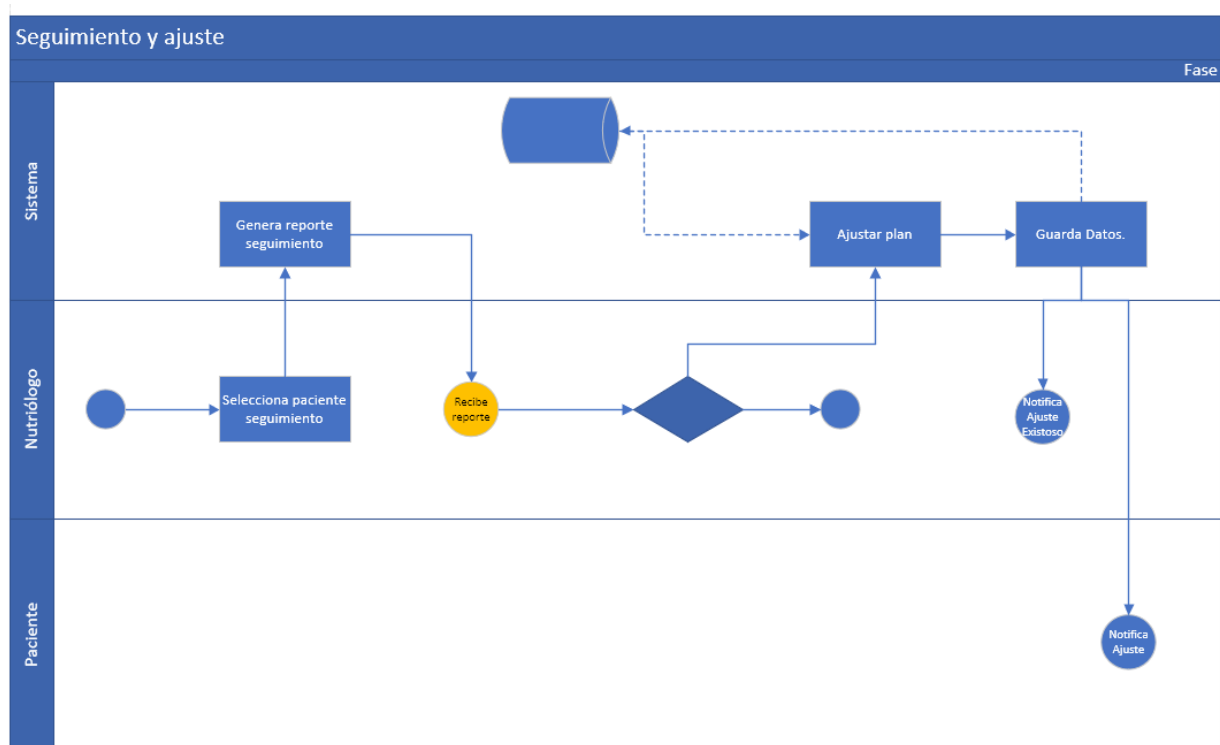 Seguimiento y ajuste
Fase
Sistema
Genera reporte
seguimiento
Ajustar plan
Guarda Datos.
Nutriólogo
Selecciona paciente
seguimiento
Recibe
reporte
Notifica
Ajuste
Existoso
Paciente
Notifica
Ajuste